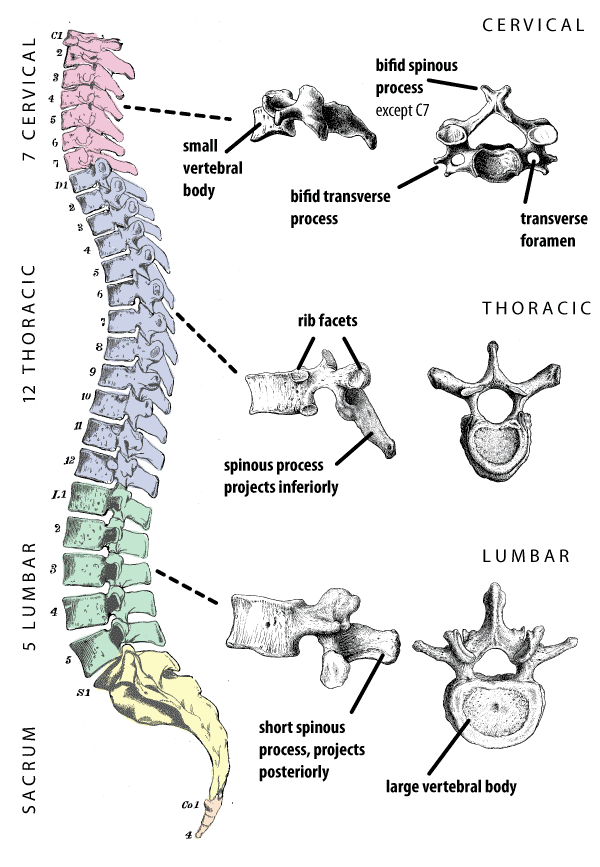 7 CERVICAL
12 THORACIC
5 LUMBAR
SACRUM
C1
2
3
4
5
6
7
D1
2
3
4
5
6
7
8
9
10
11
12
L1
2
3
4
5
S1
Co1
4
CERVICAL
bifid spinous
process
except C7
small
vertebral
body
bifid transverse
process
transverse
foramen
THORACIC
rib facets
spinous process
projects inferiorly
LUMBAR
short spinous
process, projects
posteriorly
large vertebral body